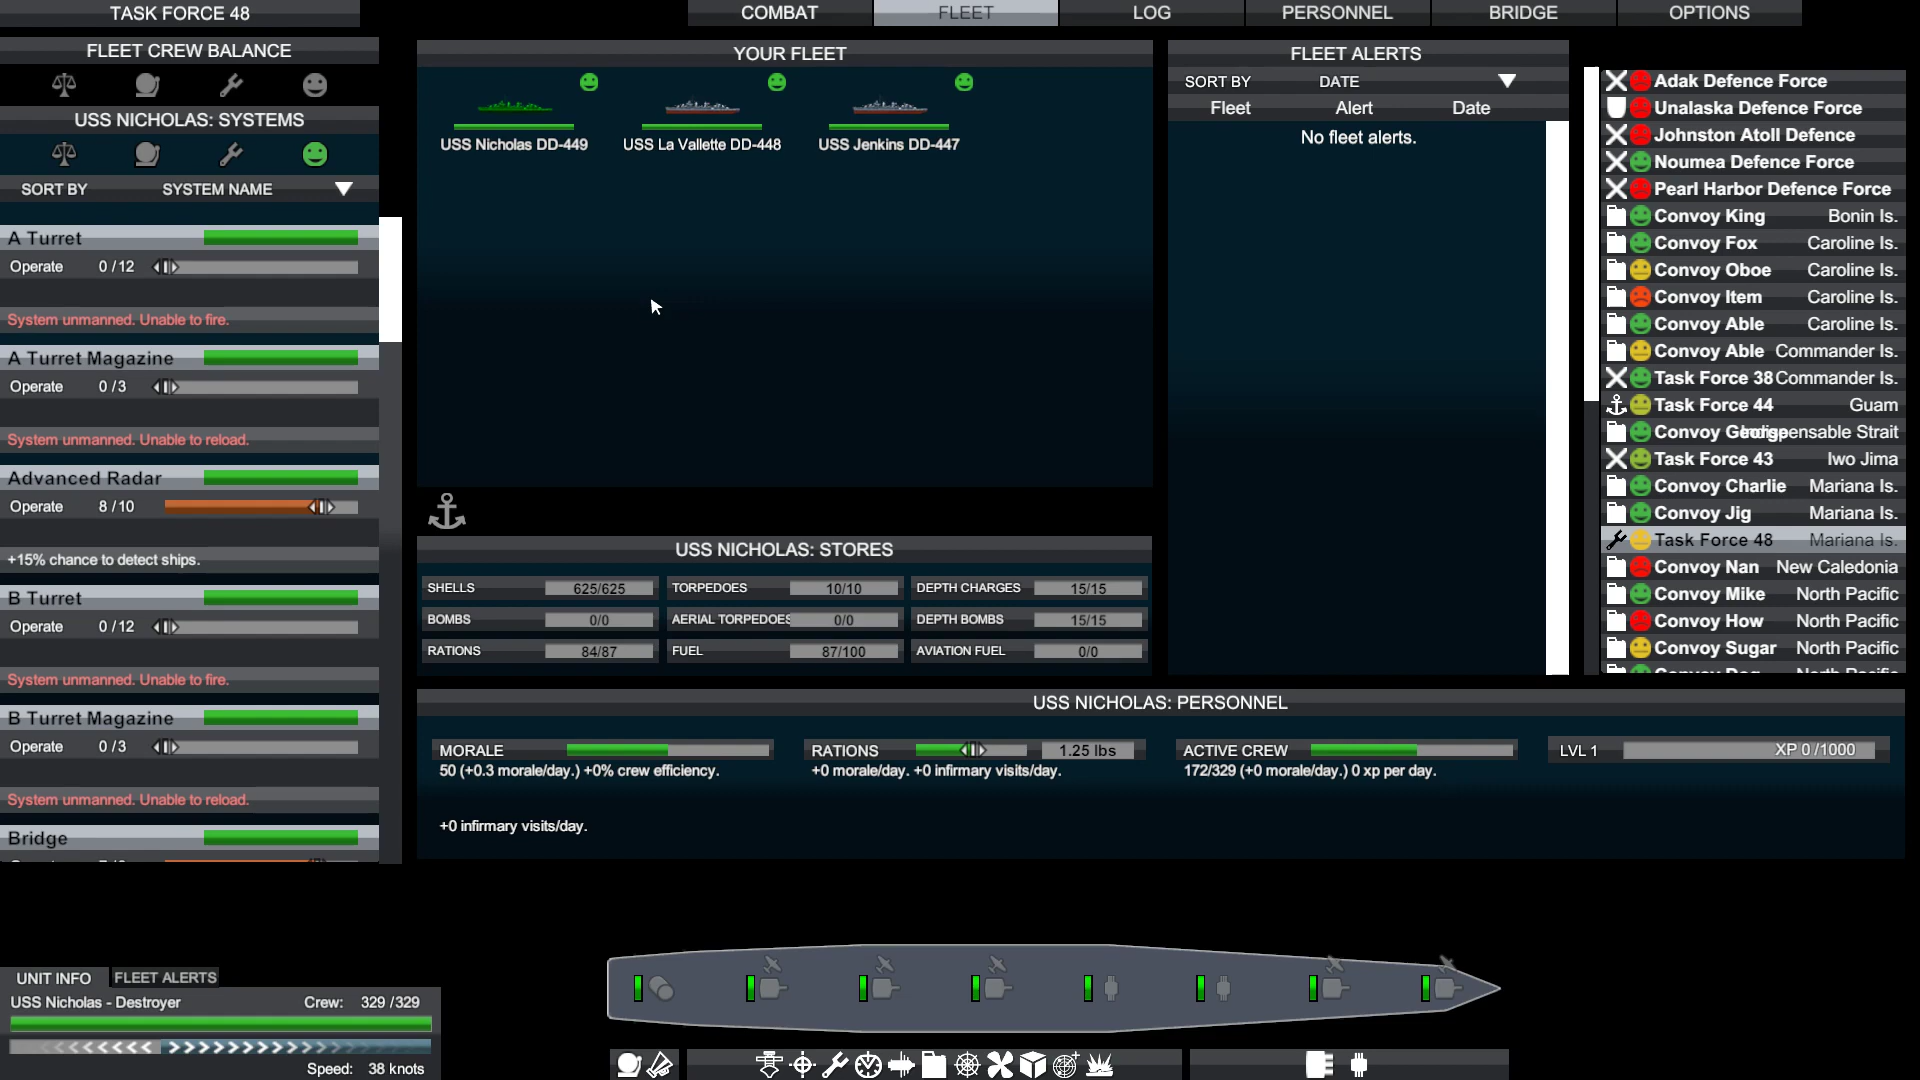 TASK FORCE 48
COMBAT
FLEET
LOG
PERSONNEL
BRIDGE
OPTIONS
FLEET CREW BALANCE
USS NICHOLAS: SYSTEMS
SORT BY SYSTEM NAME
A Turret
Operate 0/12
System unmanned. Unable to fire.
A Turret Magazine
Operate 0/3
System unmanned. Unable to reload.
Advanced Radar
Operate 8/10
+15% chance to detect ships.
B Turret
Operate 0/12
System unmanned. Unable to fire.
B Turret Magazine
Operate 0/3
System unmanned. Unable to reload.
Bridge
YOUR FLEET
USS Nicholas DD-449
USS La Vallette DD-448
USS Jenkins DD-447
USS NICHOLAS: STORES
SHELLS 625/625 TORPEDOES 10/10 DEPTH CHARGES 15/15
BOMBS 0/0 AERIAL TORPEDOES 0/0 DEPTH BOMBS 15/15
RATIONS 84/87 FUEL 87/100 AVIATION FUEL 0/0
FLEET ALERTS
SORT BY DATE
Fleet Alert Date
No fleet alerts.
Adak Defence Force
Unalaska Defence Force
Johnston Atoll Defence
Noumea Defence Force
Pearl Harbor Defence Force
Convoy King Bonin Is.
Convoy Fox Caroline Is.
Convoy Oboe Caroline Is.
Convoy Item Caroline Is.
Convoy Able Caroline Is.
Convoy Able Commander Is.
Task Force 38 Commander Is.
Task Force 44 Guam
Convoy George Indispensable Strait
Task Force 43 Iwo Jima
Convoy Charlie Mariana Is.
Convoy Jig Mariana Is.
Task Force 48 Mariana Is.
Convoy Nan New Caledonia
Convoy Mike North Pacific
Convoy How North Pacific
Convoy Sugar North Pacific
Convoy Dog North Pacific
USS NICHOLAS: PERSONNEL
MORALE
50 (+0.3 morale/day.) +0% crew efficiency.
RATIONS 1.25 lbs
+0 morale/day. +0 infirmary visits/day.
ACTIVE CREW
172/329 (+0 morale/day.) 0 xp per day.
LVL 1 XP 0 /1000
+0 infirmary visits/day.
UNIT INFO FLEET ALERTS
USS Nicholas - Destroyer Crew: 329 /329
Speed: 38 knots